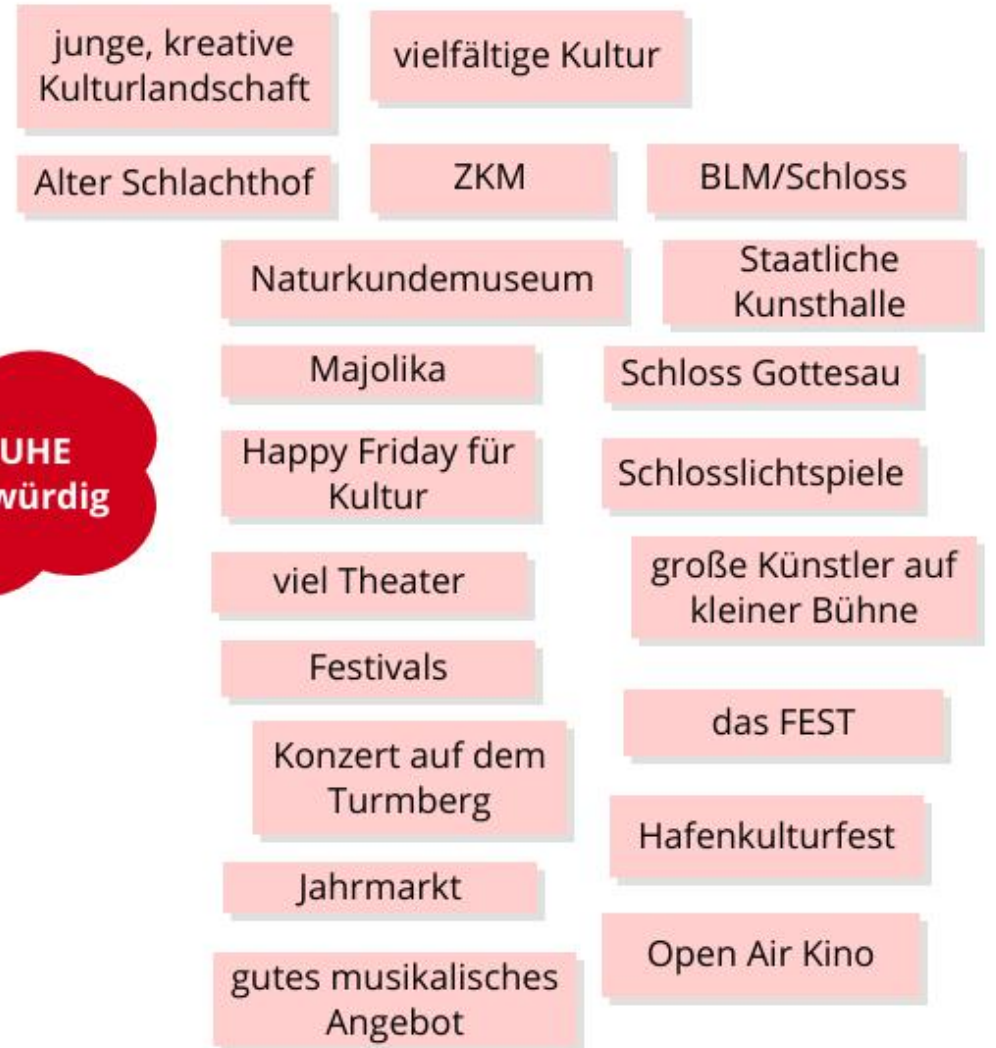 junge, kreative
Kulturlandschaft
vielfältige Kultur
Alter Schlachthof
ZKM
BLM/Schloss
Naturkundemuseum
Staatliche
Kunsthalle
Majolika
Schloss Gottesau
UHE
würdig
Happy Friday für
Kultur
Schlosslichtspiele
viel Theater
große Künstler auf
kleiner Bühne
Festivals
das FEST
Konzert auf dem
Turmberg
Hafenkulturfest
Jahrmarkt
Open Air Kino
gutes musikalisches
Angebot